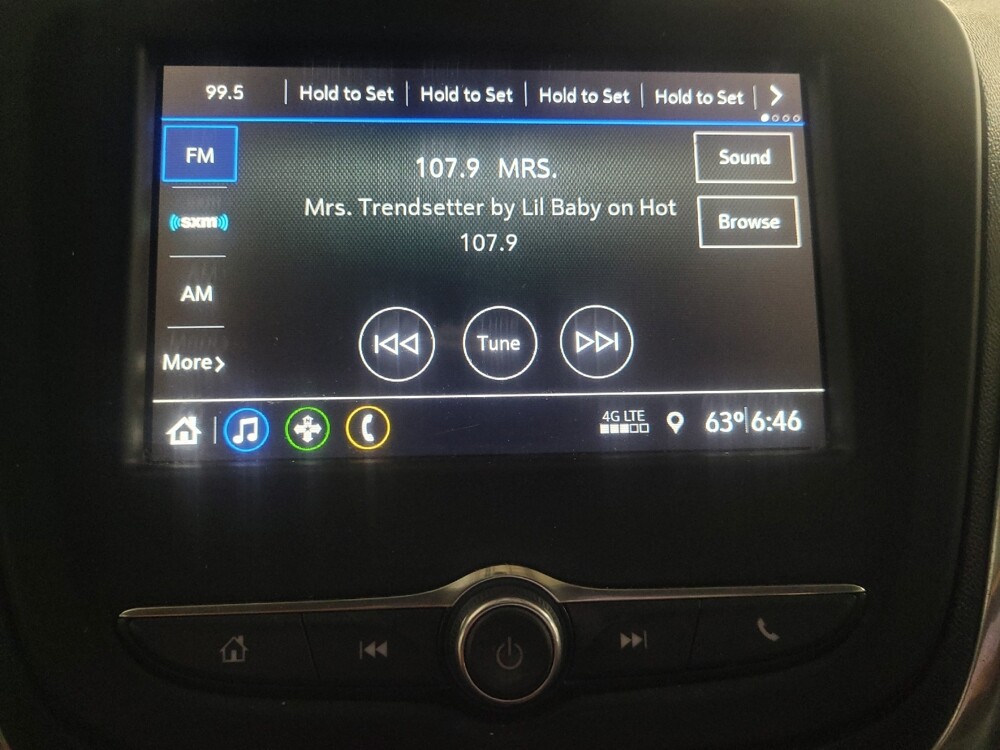 99.5 Hold to Set Hold to Set Hold to Set Hold to Set
FM
107.9 MRS.
Sound
Mrs. Trendsetter by Lil Baby on Hot
107.9
sxm
Browse
AM
Tune
More
4G LTE
63° 6:46